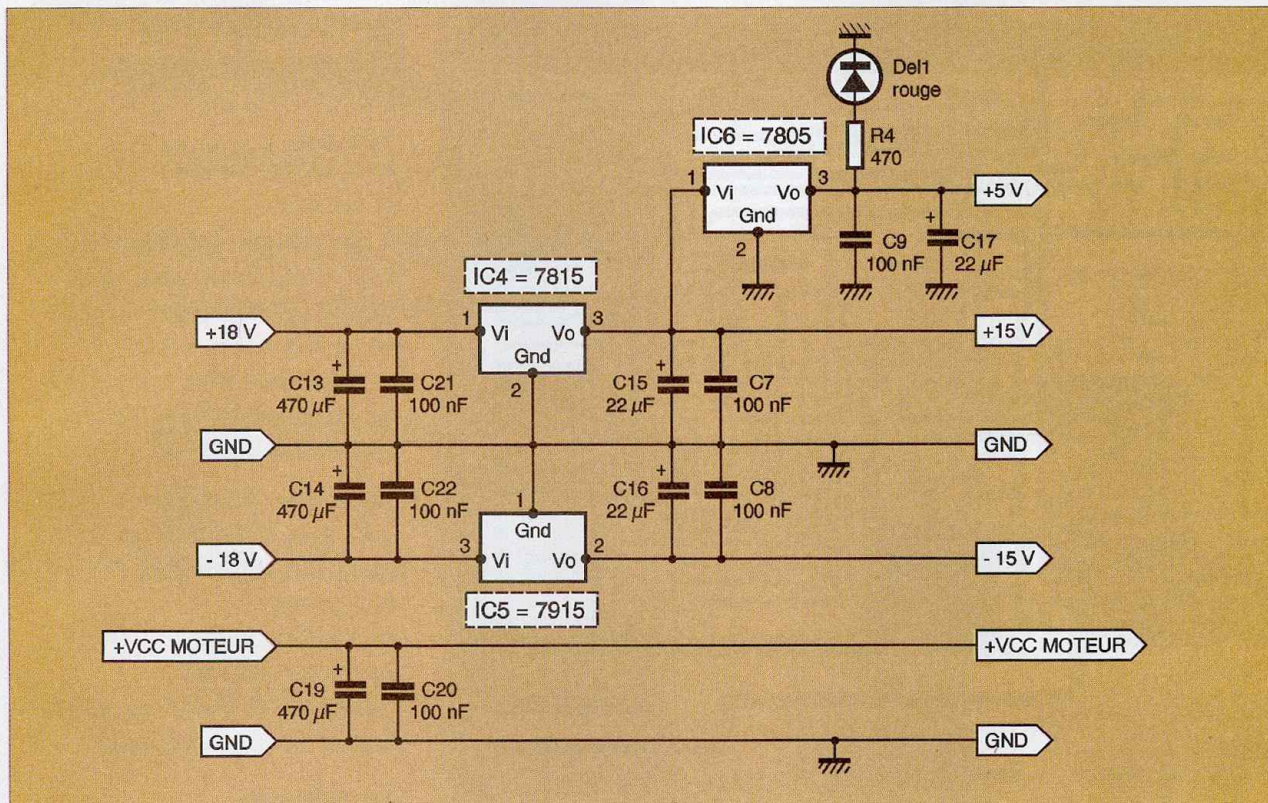 Del1
rouge
IC6 = 7805
R4
470
1
Vi
Vo
3
+5 V
Gnd
2
+
C9
100 nF
C17
22 µF
IC4 = 7815
+18 V
1
Vi
Vo
3
+15 V
Gnd
2
+
C13
470 µF
C21
100 nF
+
C15
22 µF
C7
100 nF
GND
GND
+
C14
470 µF
C22
100 nF
1
Gnd
+
C16
22 µF
C8
100 nF
- 18 V
3
Vi
Vo
2
- 15 V
IC5 = 7915
+VCC MOTEUR
+VCC MOTEUR
+
C19
470 µF
C20
100 nF
GND
GND